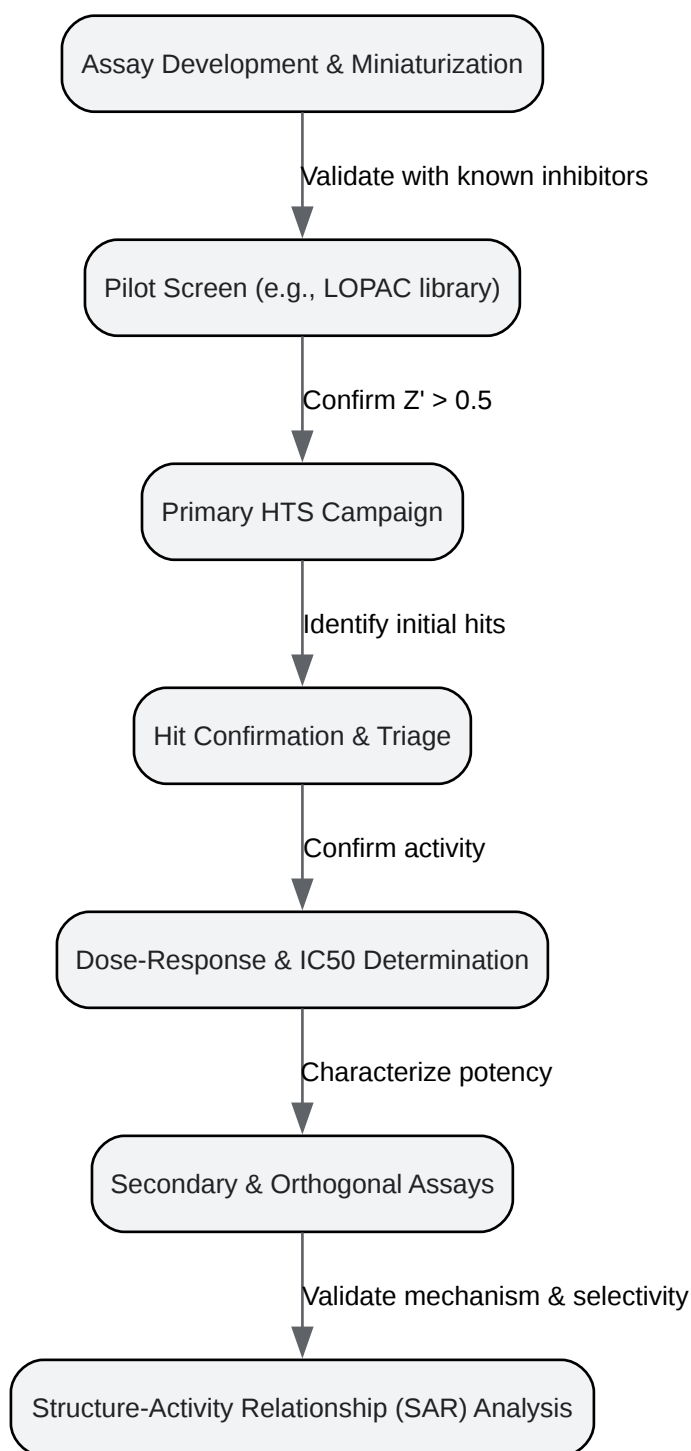 Assay Development & Miniaturization
Validate with known inhibitors
Pilot Screen (e.g., LOPAC library)
Confirm Z' > 0.5
Primary HTS Campaign
Identify initial hits
Hit Confirmation & Triage
Confirm activity
Dose-Response & IC50 Determination
Characterize potency
Secondary & Orthogonal Assays
Validate mechanism & selectivity
Structure-Activity Relationship (SAR) Analysis